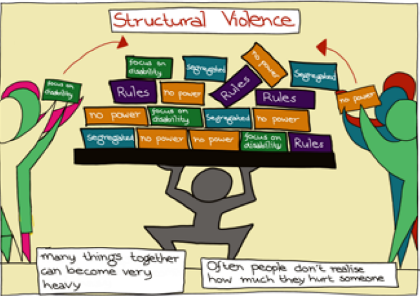 Structural Violence
focus on
disability
focus on
disability
segregated
no power
segregated
no power
Rules
no power
Rules
Rules
no power
focus on
disability
segregated
no power
segregated
no power
no power
focus on
disability
Rules
many things together
can become very
heavy
Often people don't realise
how much they hurt someone